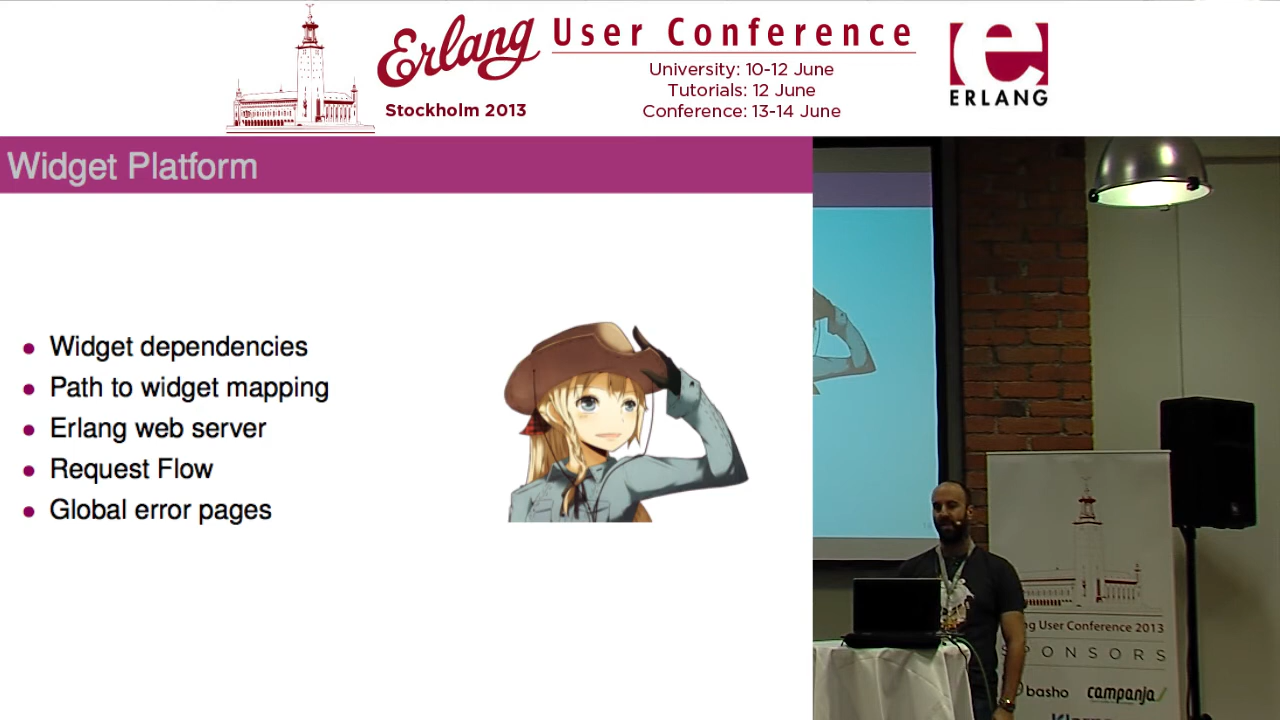 Erlang User Conference
Stockholm 2013
University: 10-12 June
Tutorials: 12 June
Conference: 13-14 June
e
ERLANG
Widget Platform
Widget dependencies
Path to widget mapping
Erlang web server
Request Flow
Global error pages
ng User Conference 2013
SPONSORS
basho campanja